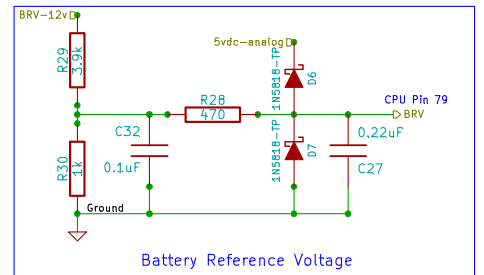 BRV-12v
R29
3.9k
5vdc-analog
1N5818-TP
D6
R28
470
CPU Pin 79
BRV
C32
0.1uF
R30
1k
1N5818-TP
D7
0.22uF
C27
Ground
Battery Reference Voltage